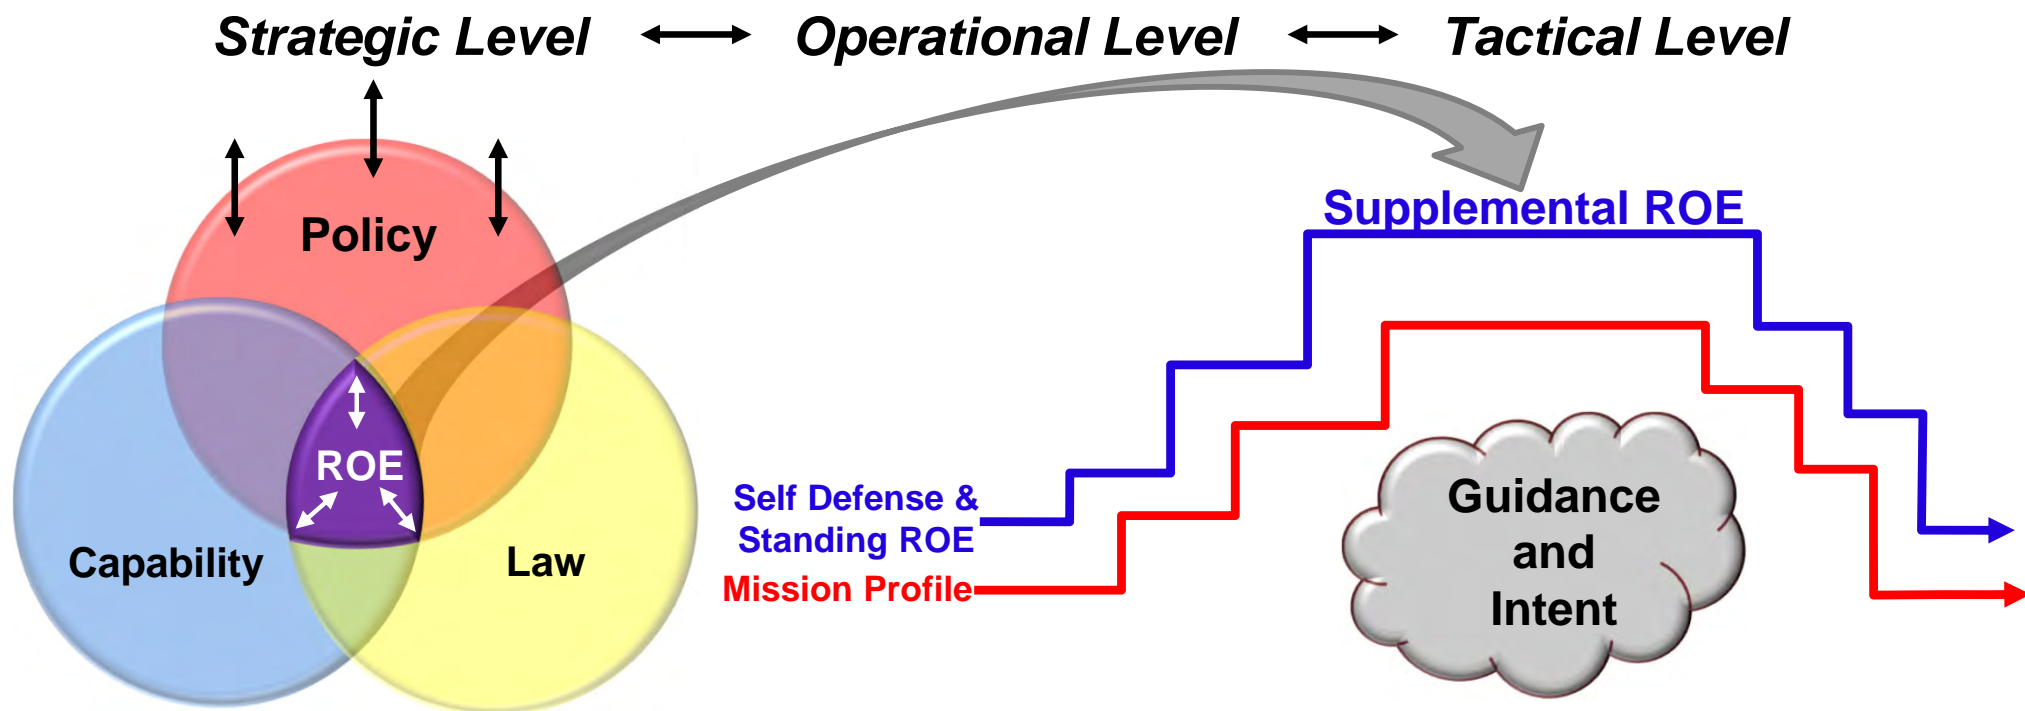 Strategic Level
Operational Level
Tactical Level
Policy
Capability
Law
ROE
Supplemental ROE
Self Defense &
Standing ROE
Mission Profile
Guidance
and
Intent